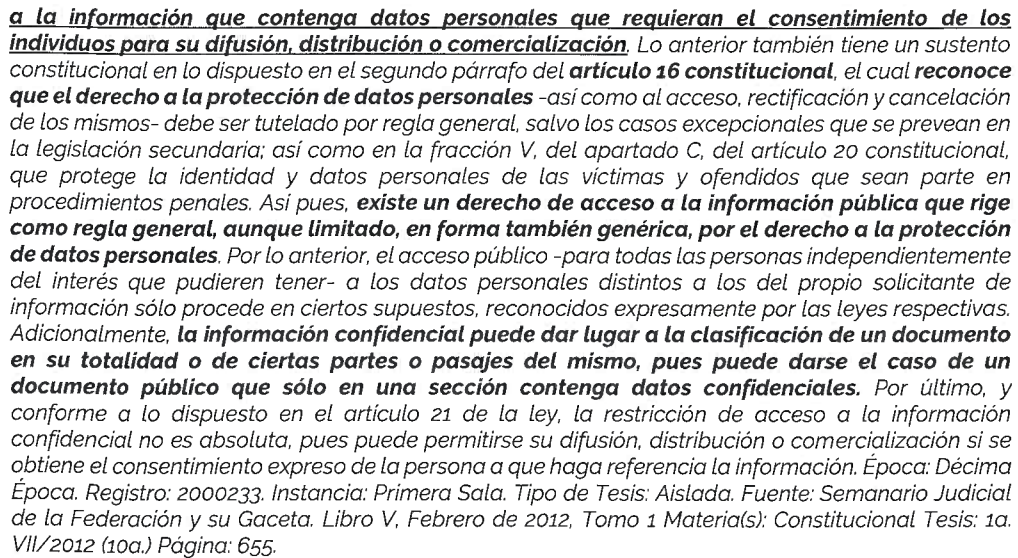 a la información que contenga datos personales que requieran el consentimiento de los
individuos para su difusión, distribución o comercialización. Lo anterior también tiene un sustento
constitucional en lo dispuesto en el segundo párrafo del artículo 16 constitucional, el cual reconoce
que el derecho a la protección de datos personales -así como al acceso, rectificación y cancelación
de los mismos- debe ser tutelado por regla general, salvo los casos excepcionales que se prevean en
la legislación secundaria; así como en la fracción V, del apartado C, del artículo 20 constitucional,
que protege la identidad y datos personales de las víctimas y ofendidos que sean parte en
procedimientos penales. Así pues, existe un derecho de acceso a la información pública que rige
como regla general, aunque limitado, en forma también genérica, por el derecho a la protección
de datos personales. Por lo anterior, el acceso público -para todas las personas independientemente
del interés que pudieren tener- a los datos personales distintos a los del propio solicitante de
información sólo procede en ciertos supuestos, reconocidos expresamente por las leyes respectivas.
Adicionalmente, la información confidencial puede dar lugar a la clasificación de un documento
en su totalidad o de ciertas partes o pasajes del mismo, pues puede darse el caso de un
documento público que sólo en una sección contenga datos confidenciales. Por último, y
conforme a lo dispuesto en el artículo 21 de la ley, la restricción de acceso a la información
confidencial no es absoluta, pues puede permitirse su difusión, distribución o comercialización si se
obtiene el consentimiento expreso de la persona a que haga referencia la información. Época: Décima
Época. Registro: 2000233. Instancia: Primera Sala. Tipo de Tesis: Aislada. Fuente: Semanario Judicial
de la Federación y su Gaceta. Libro V, Febrero de 2012, Tomo 1 Materia(s): Constitucional Tesis: 1a.
VII/2012 (10a.) Página: 655.